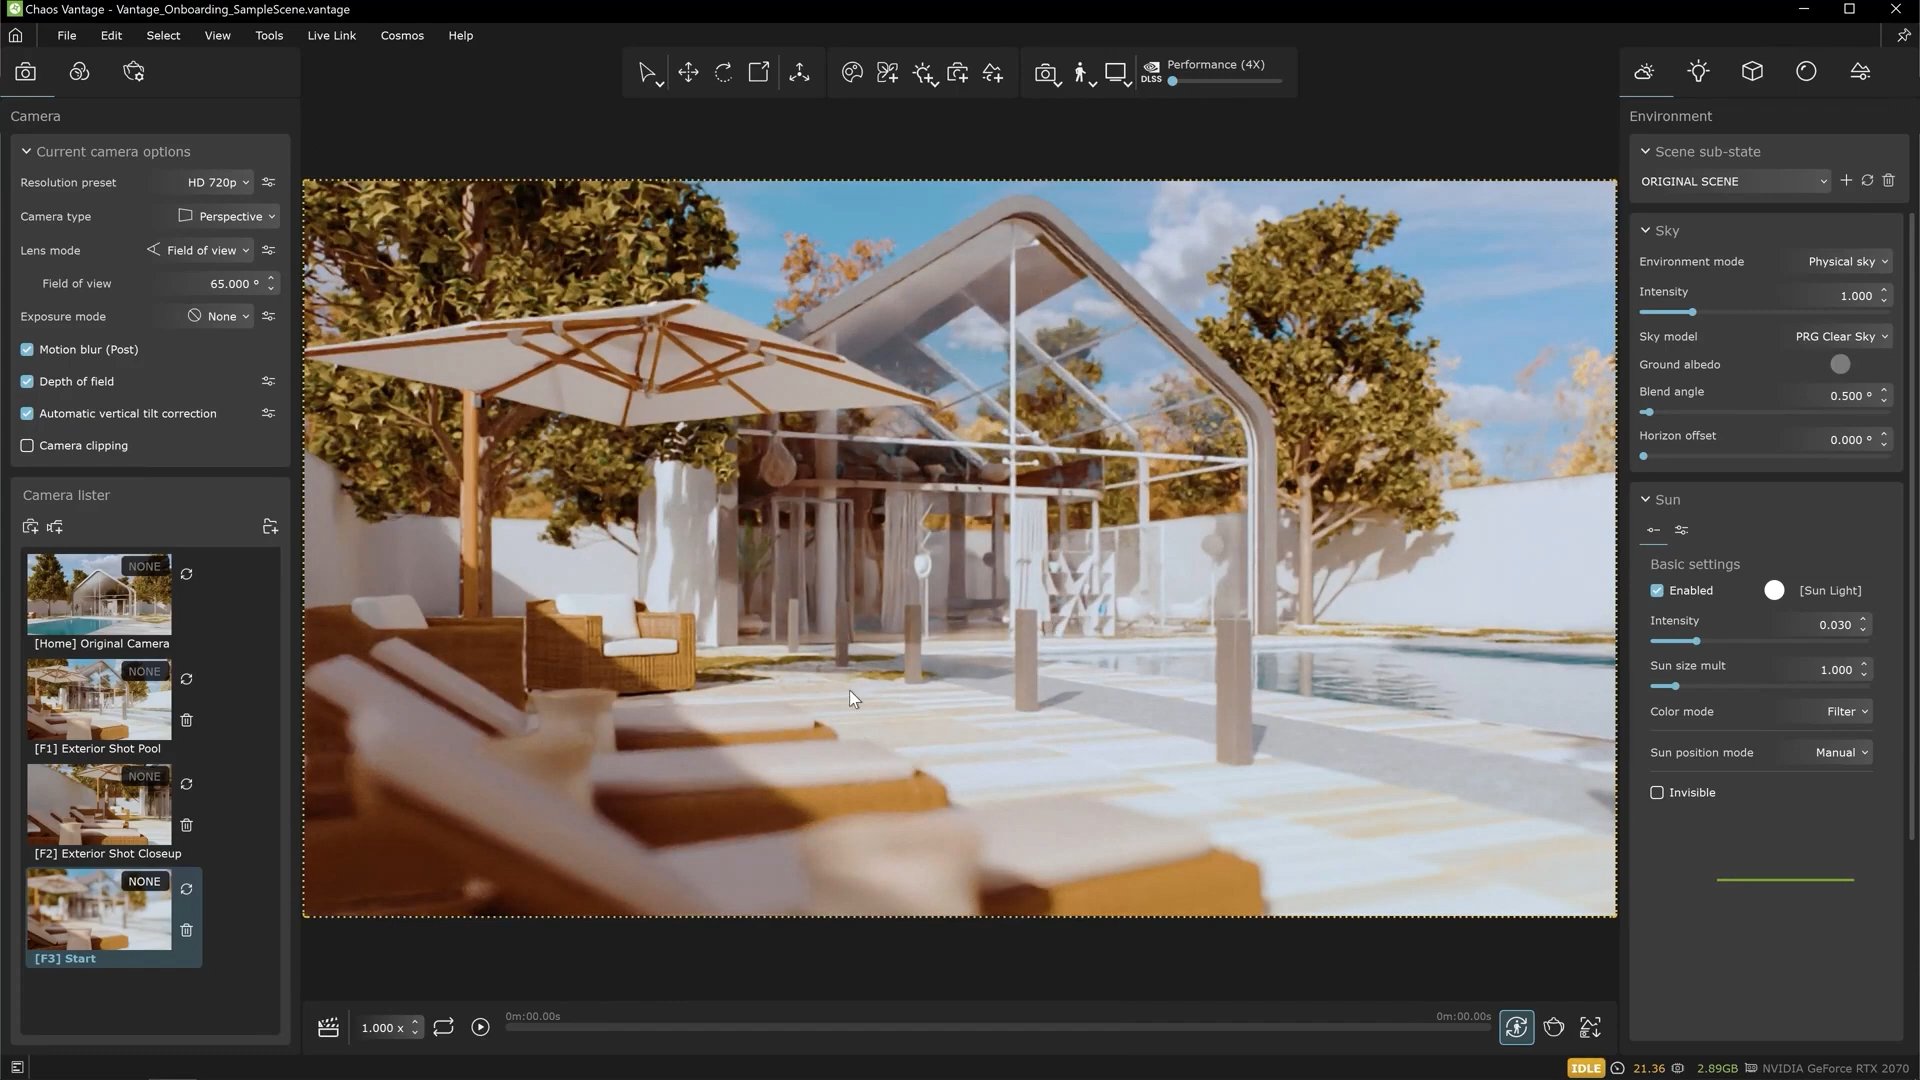 Chaos Vantage - Vantage_Onboarding_SampleScene.vantage
File Edit Select View Tools Live Link Cosmos Help
DLSS Performance (4X)
Camera
Current camera options
Resolution preset HD 720p
Camera type Perspective
Lens mode Field of view
Field of view 65.000 °
Exposure mode None
Motion blur (Post)
Depth of field
Automatic vertical tilt correction
Camera clipping
Camera lister
NONE
[Home] Original Camera
NONE
[F1] Exterior Shot Pool
NONE
[F2] Exterior Shot Closeup
NONE
[F3] Start
1.000 x
0m:00.00s
0m:00.00s
Environment
Scene sub-state
ORIGINAL SCENE
Sky
Environment mode Physical sky
Intensity 1.000
Sky model PRG Clear Sky
Ground albedo
Blend angle 0.500 °
Horizon offset 0.000 °
Sun
Basic settings
Enabled [Sun Light]
Intensity 0.030
Sun size mult 1.000
Color mode Filter
Sun position mode Manual
Invisible
IDLE 21.36 2.89GB NVIDIA GeForce RTX 2070